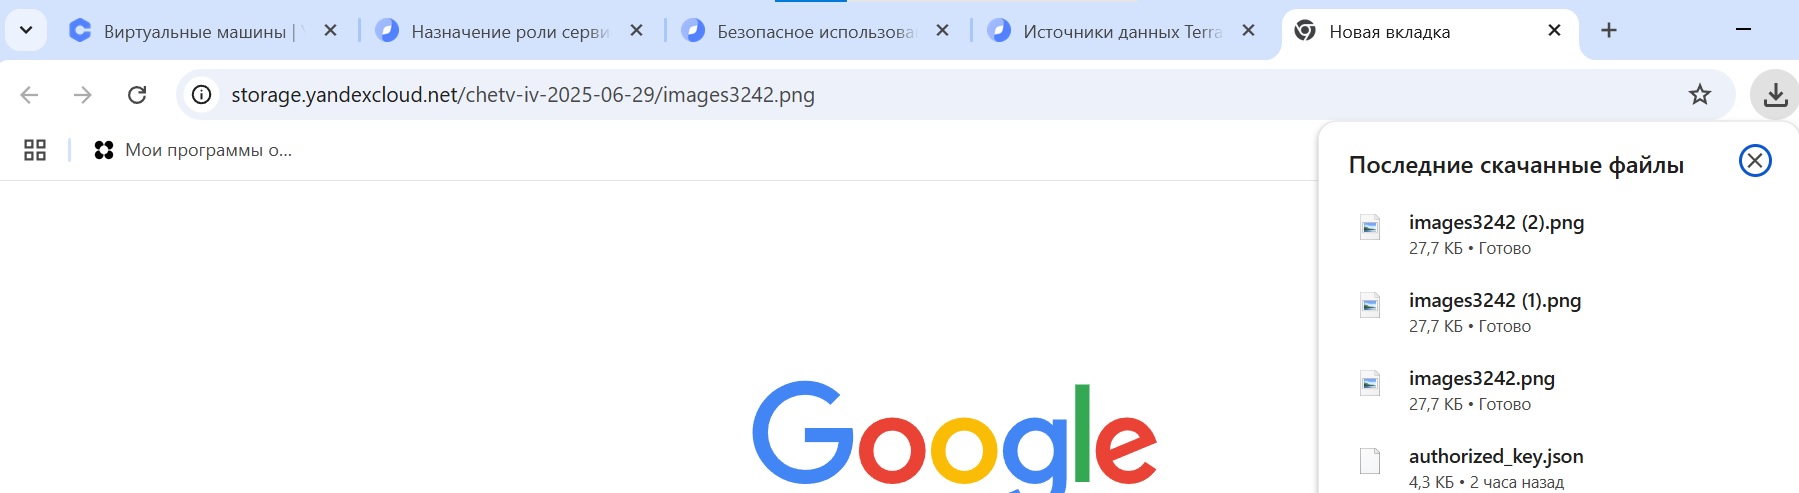 Виртуальные машины |
Назначение роли серви
Безопасное использова
Источники данных Terra
Новая вкладка
storage.yandexcloud.net/chetv-iv-2025-06-29/images3242.png
Мои программы о...
Последние скачанные файлы
images3242 (2).png
27,7 КБ • Готово
images3242 (1).png
27,7 КБ • Готово
images3242.png
27,7 КБ • Готово
authorized_key.json
4,3 КБ • 2 часа назад
Google